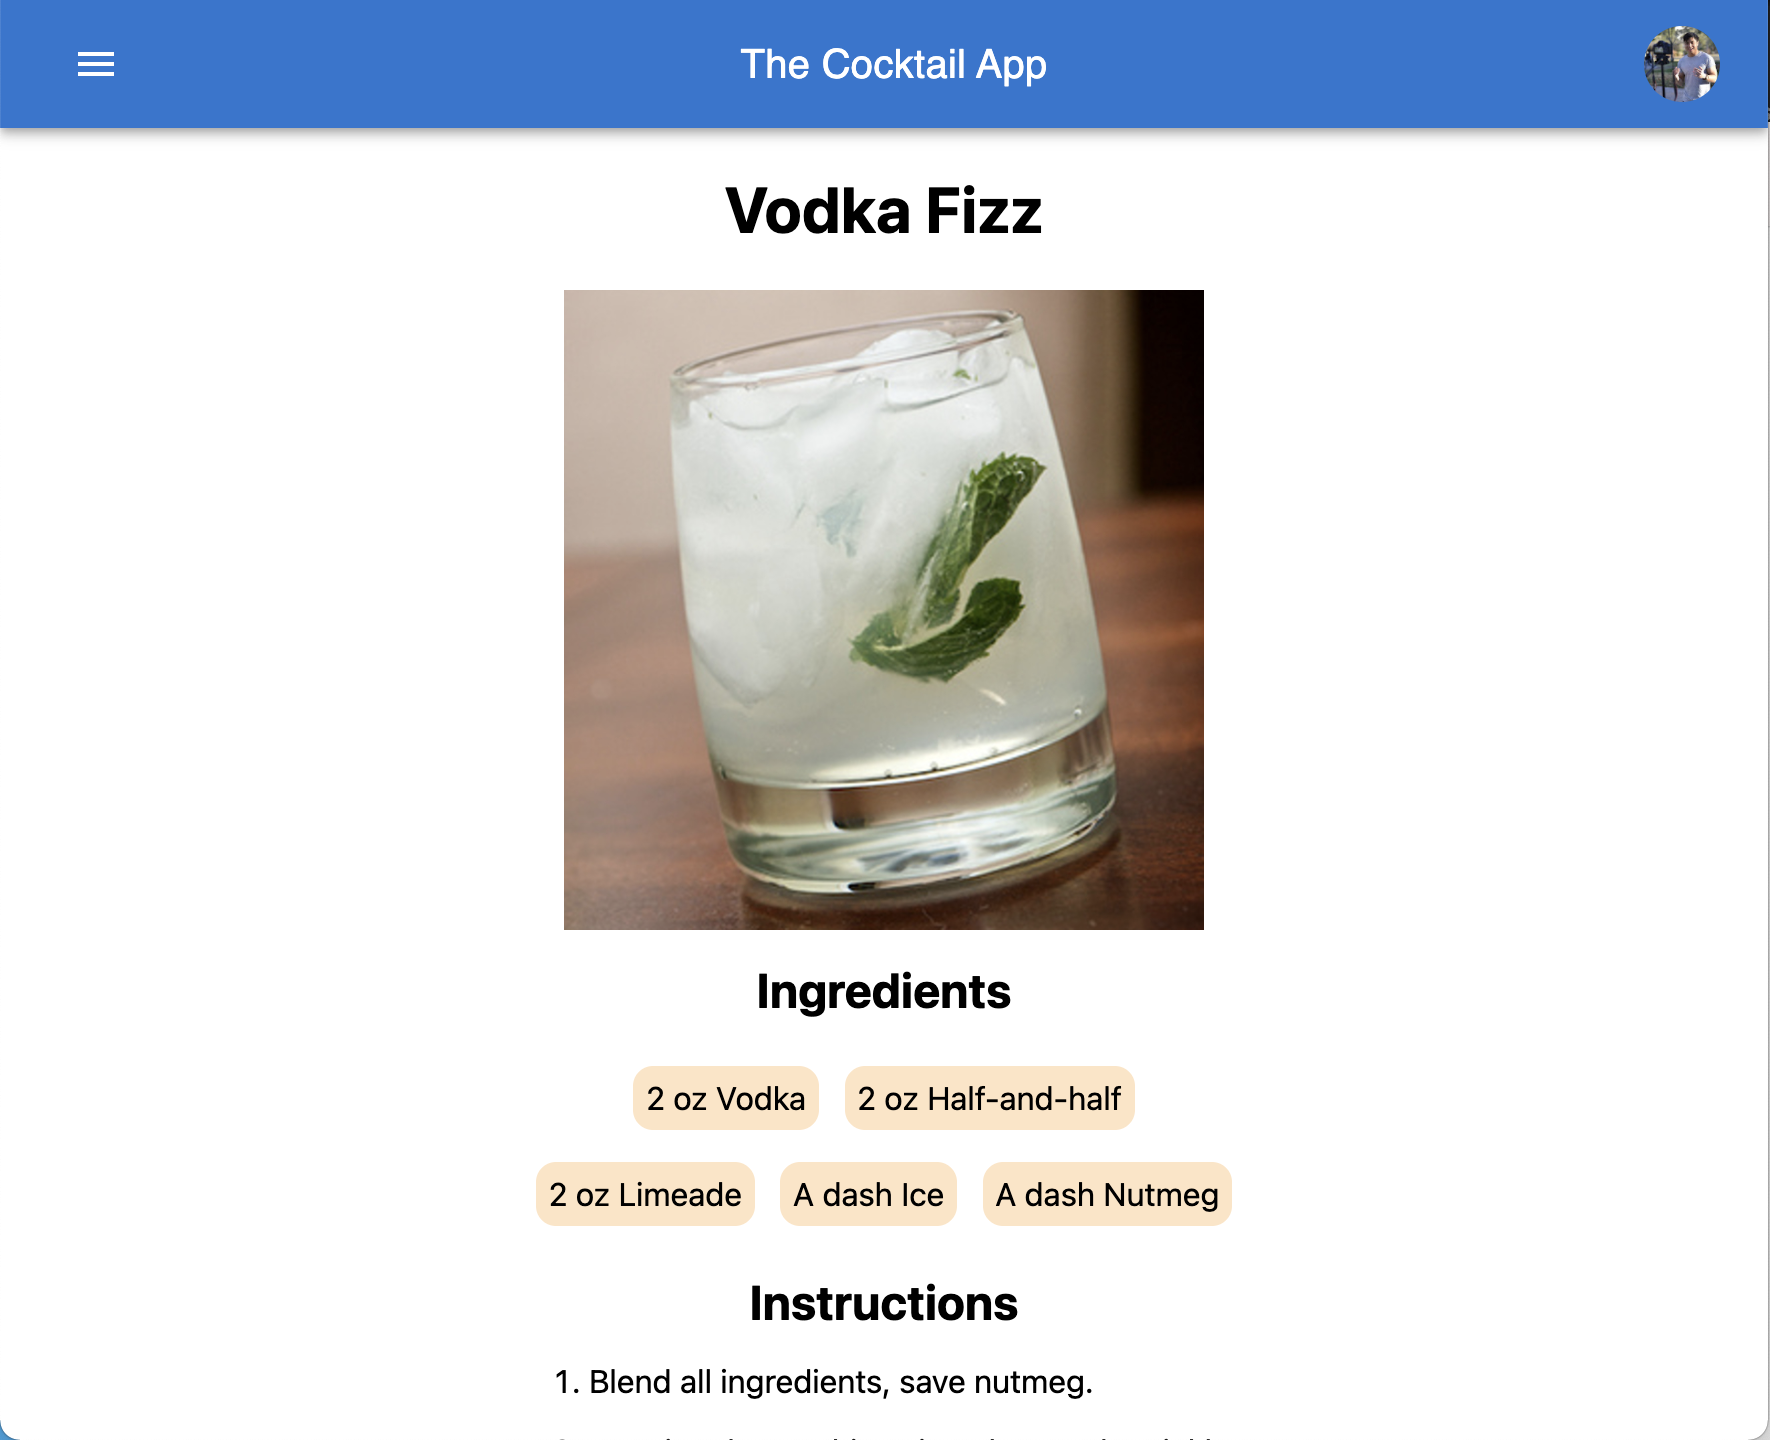 The Cocktail App
Vodka Fizz
Ingredients
2 oz Vodka 2 oz Half-and-half
2 oz Limeade A dash Ice A dash Nutmeg
Instructions
1. Blend all ingredients, save nutmeg.